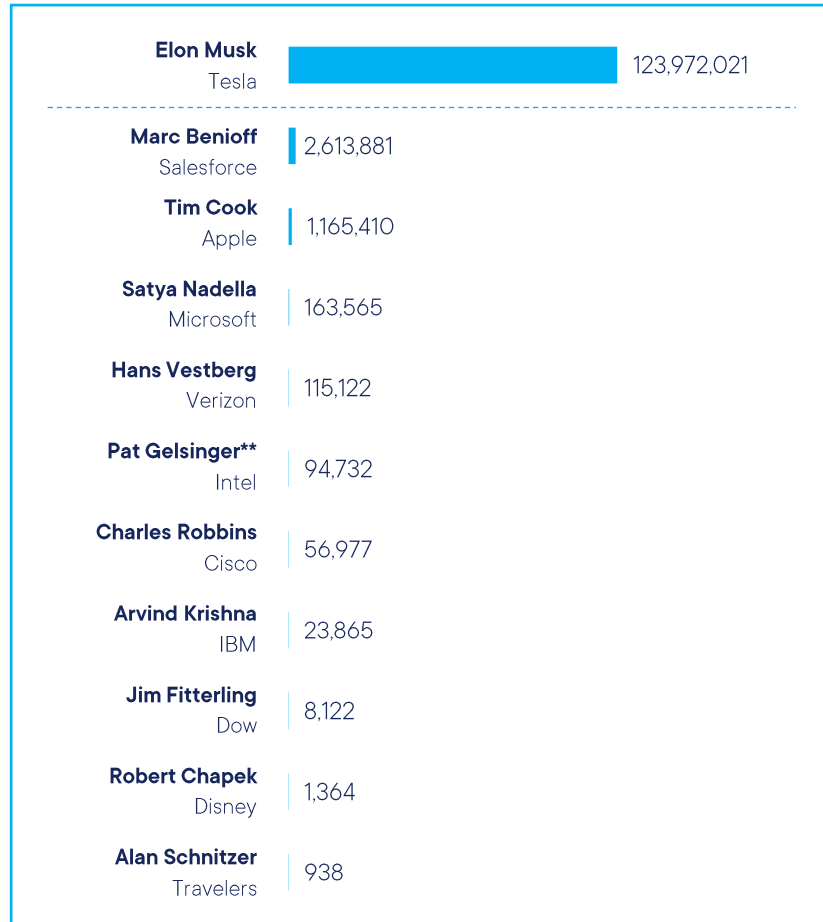 Elon Musk
Tesla
123,972,021
Marc Benioff
Salesforce
2,613,881
Tim Cook
Apple
1,165,410
Satya Nadella
Microsoft
163,565
Hans Vestberg
Verizon
115,122
Pat Gelsinger**
Intel
94,732
Charles Robbins
Cisco
56,977
Arvind Krishna
IBM
23,865
Jim Fitterling
Dow
8,122
Robert Chapek
Disney
1,364
Alan Schnitzer
Travelers
938